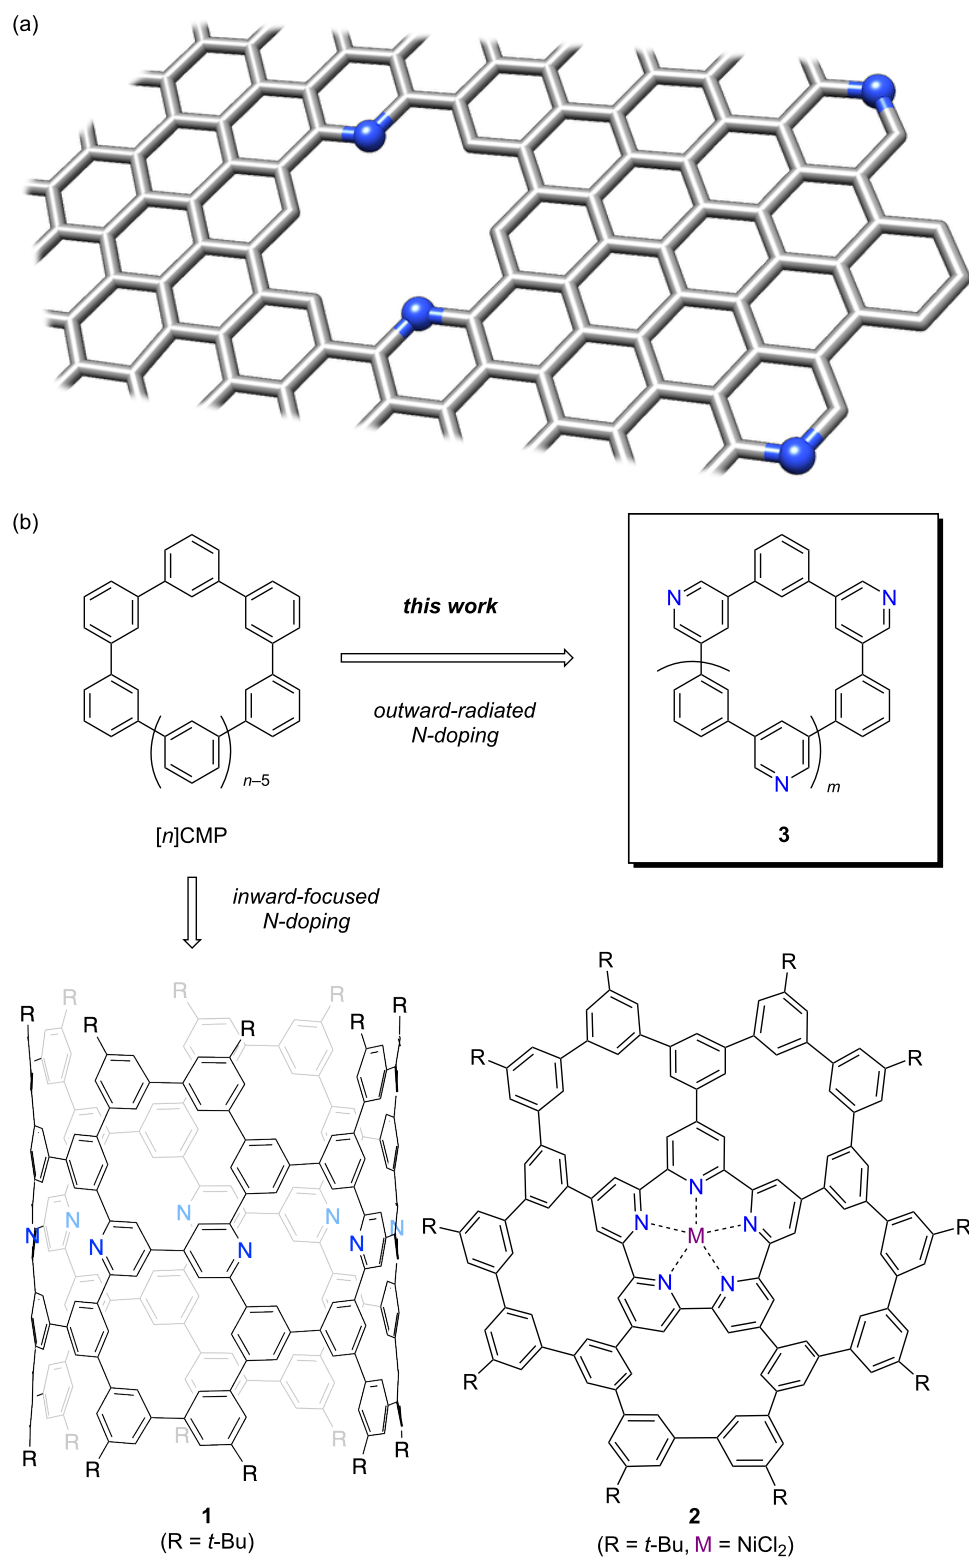 (a)
(b)
this work
outward-radiated
N-doping
N
N
N
m
3
n–5
[n]CMP
inward-focused
N-doping
R
R
R
R
R
R
R
R
N
N
N
N
N
N
N
N
R
R
R
R
R
R
R
R
1
(R = t-Bu)
R
R
R
R
R
R
N
N
N
M
N
N
R
R
R
R
2
(R = t-Bu, M = NiCl₂)